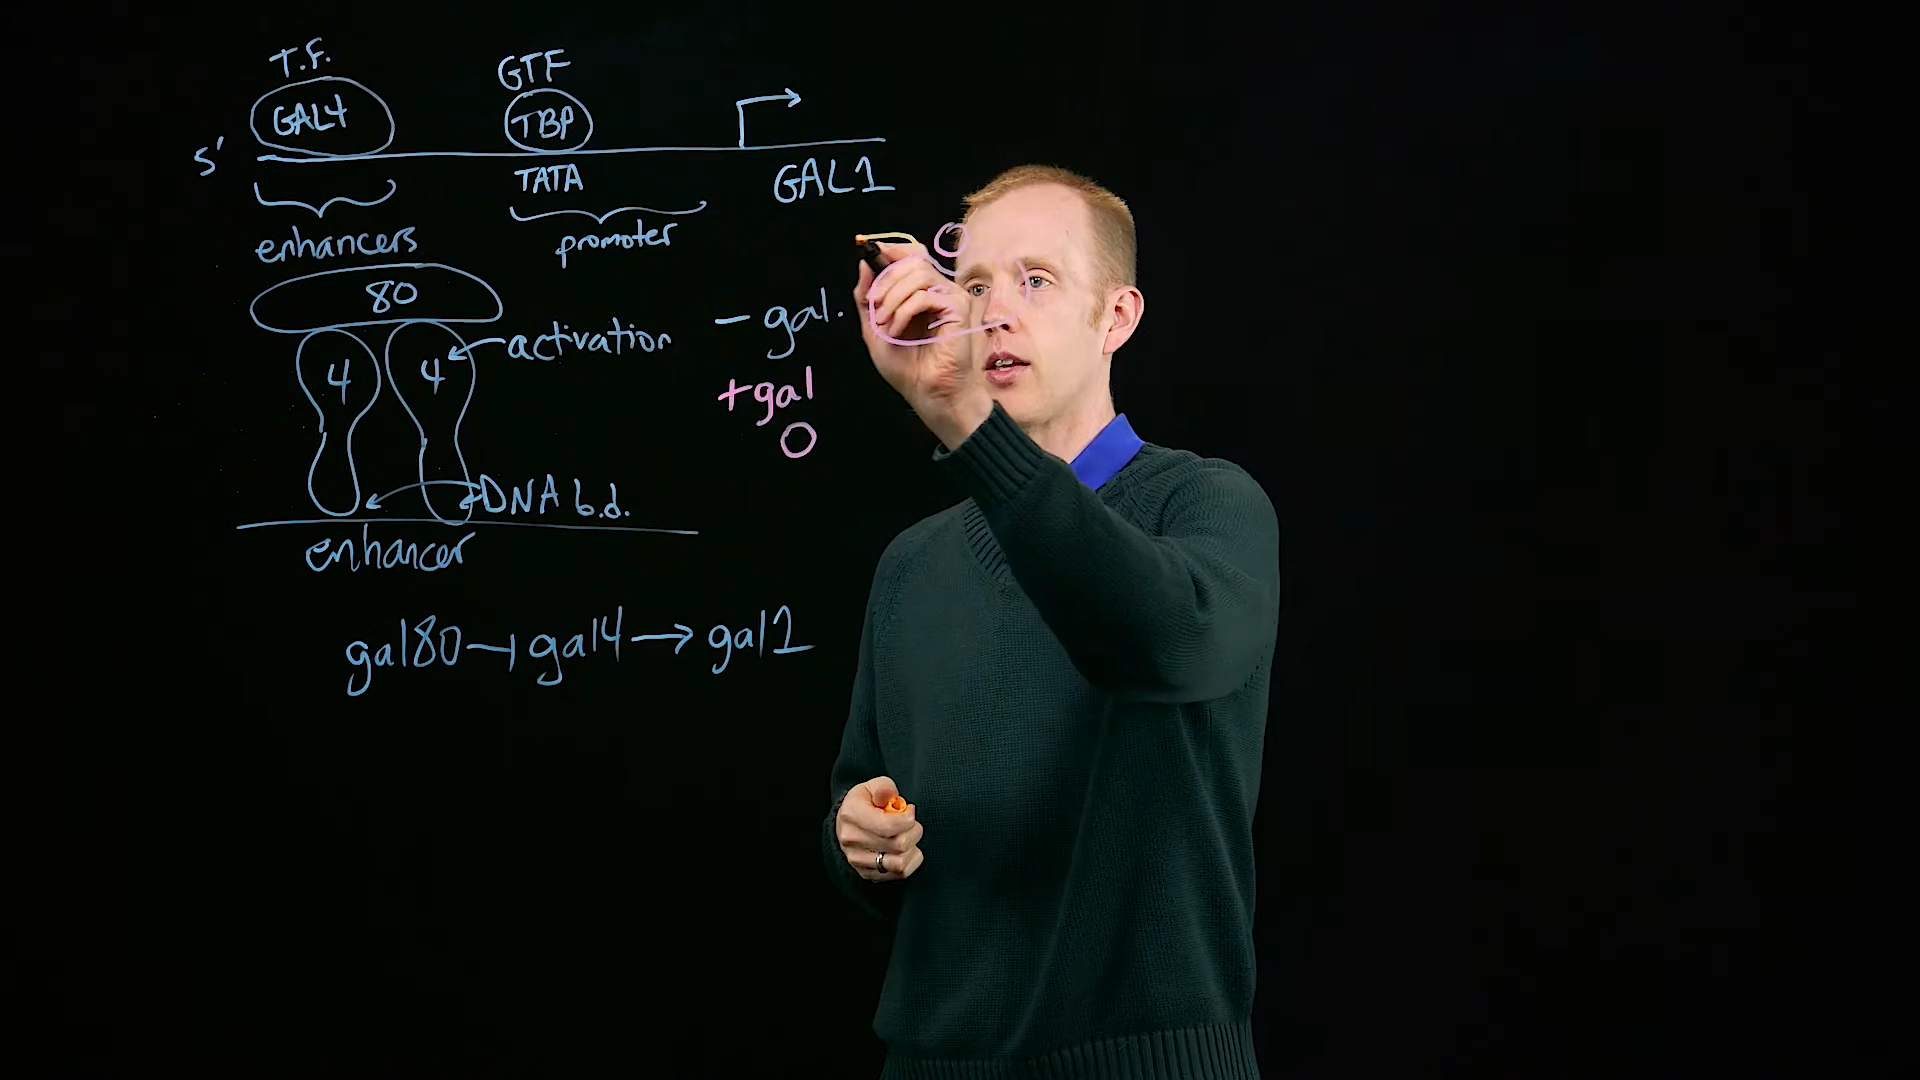 T.F.
GAL4
GTF
TBP
5'
TATA
GAL1
enhancers
promoter
80
4
4
activation
- gal.
+gal
DNA b.d.
enhancer
gal80 ⊣ gal4 → gal1